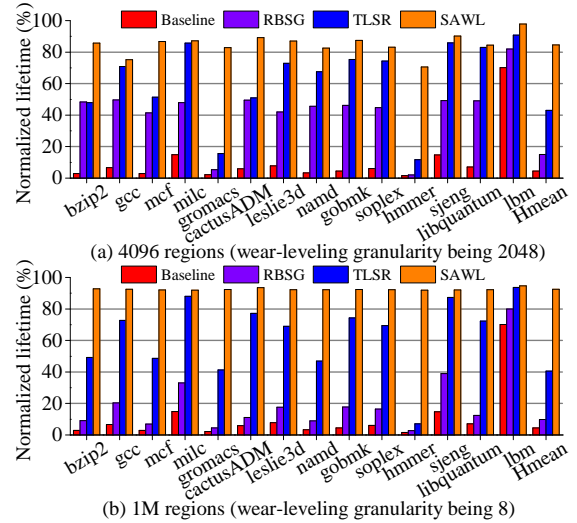 Normalized lifetime (%)
100
80
60
40
20
0
Baseline RBSG TLSR SAWL
bzip2 gcc mcf milc gromacs cactusADM leslie3d namd gobmk soplex hmmer sjeng libquantum lbm Hmean
(a) 4096 regions (wear-leveling granularity being 2048)
Normalized lifetime (%)
100
80
60
40
20
0
Baseline RBSG TLSR SAWL
bzip2 gcc mcf milc gromacs cactusADM leslie3d namd gobmk soplex hmmer sjeng libquantum lbm Hmean
(b) 1M regions (wear-leveling granularity being 8)